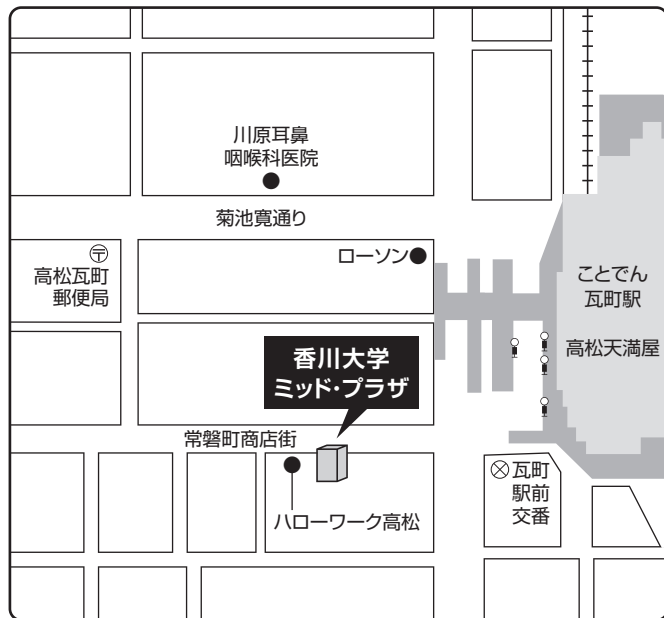 川原耳鼻
咽喉科医院
菊池寛通り
〒
高松瓦町
郵便局
ローソン
ことでん
瓦町駅
高松天満屋
香川大学
ミッド・プラザ
常磐町商店街
瓦町
駅前
交番
ハローワーク高松